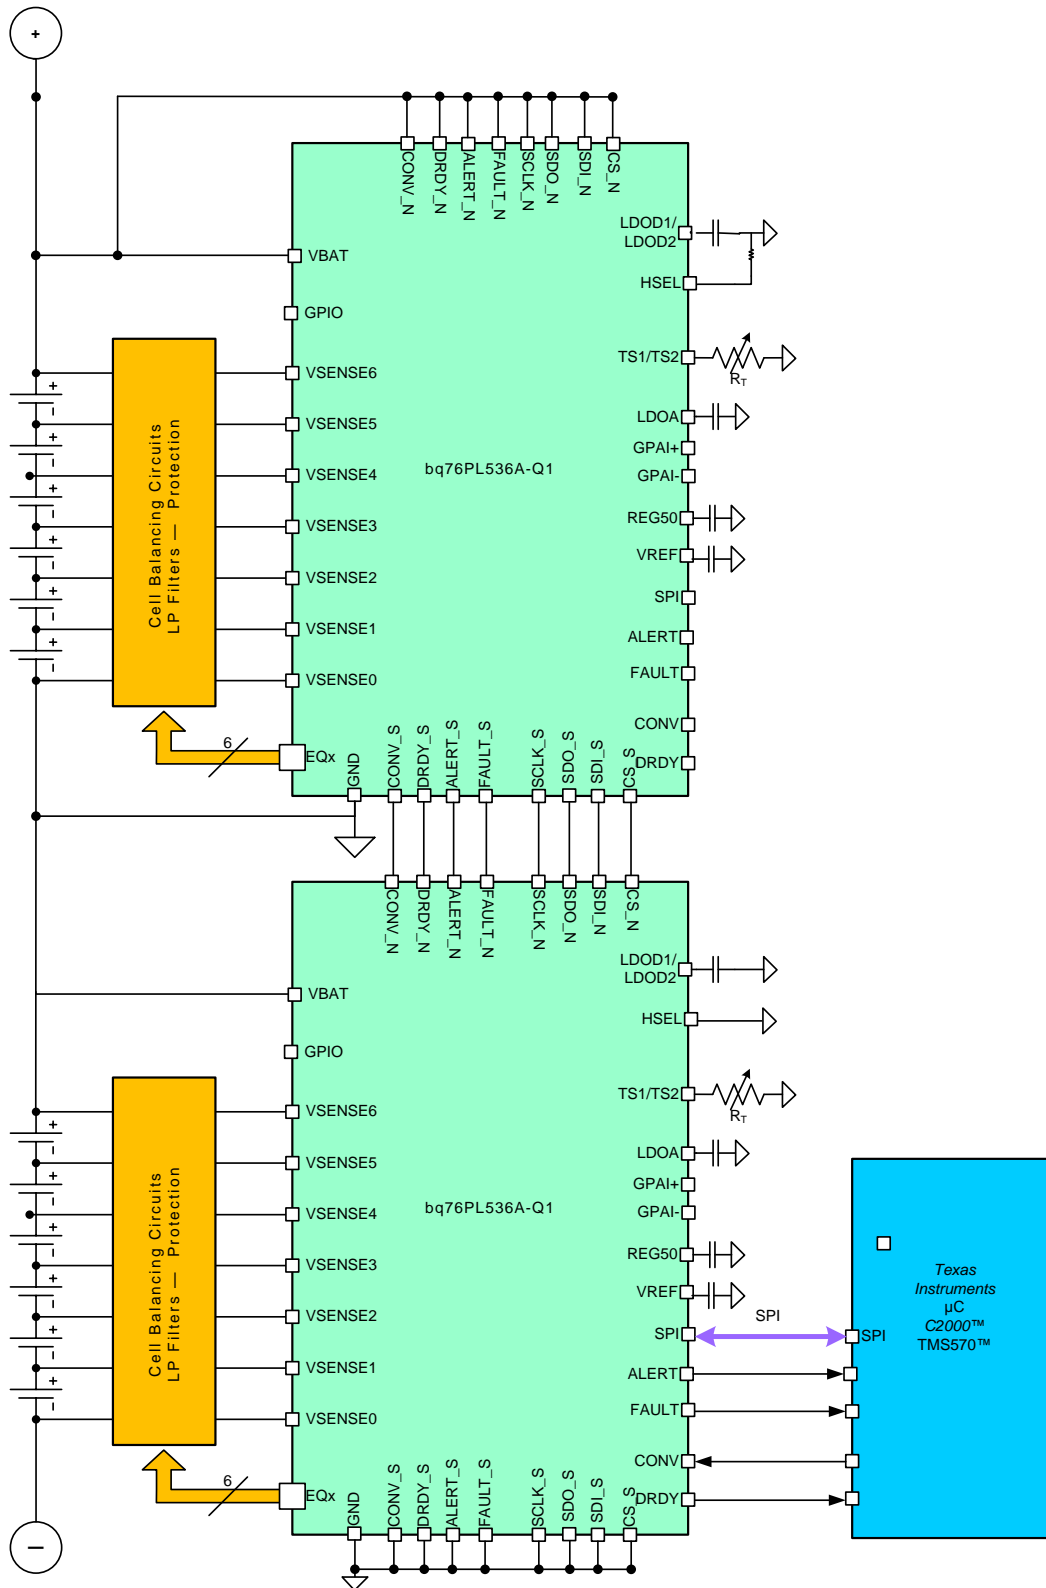 +
CONV_N
DRDY_N
ALERT_N
FAULT_N
SCLK_N
SDO_N
SDI_N
CS_N
LDOD1/
LDOD2
VBAT
HSEL
GPIO
TS1/TS2
RT
VSENSE6
+
-
LDOA
VSENSE5
+
-
GPAI+
bq76PL536A-Q1
VSENSE4
GPAI-
+
-
REG50
VSENSE3
+
-
VREF
VSENSE2
+
-
SPI
VSENSE1
ALERT
+
-
FAULT
VSENSE0
Cell Balancing Circuits
LP Filters — Protection
CONV
6
EQx
DRDY
GND
CONV_S
DRDY_S
ALERT_S
FAULT_S
SCLK_S
SDO_S
SDI_S
CS_S
CONV_N
DRDY_N
ALERT_N
FAULT_N
SCLK_N
SDO_N
SDI_N
CS_N
LDOD1/
LDOD2
VBAT
HSEL
GPIO
TS1/TS2
RT
VSENSE6
+
-
LDOA
VSENSE5
+
-
GPAI+
bq76PL536A-Q1
VSENSE4
GPAI-
+
-
REG50
VSENSE3
+
-
VREF
VSENSE2
+
-
SPI
SPI
SPI
Texas
Instruments
µC
C2000™
TMS570™
VSENSE1
ALERT
+
-
FAULT
VSENSE0
Cell Balancing Circuits
LP Filters — Protection
CONV
6
EQx
DRDY
GND
CONV_S
DRDY_S
ALERT_S
FAULT_S
SCLK_S
SDO_S
SDI_S
CS_S
—